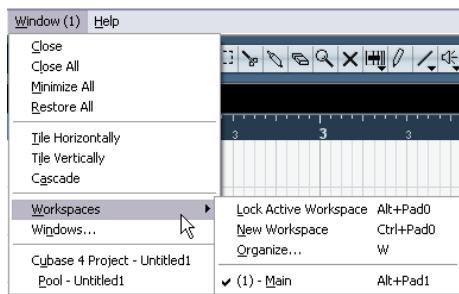 Window (1) Help
Close
Close All
Minimize All
Restore All
3 3 3
Tile Horizontally
Tile Vertically
Cascade
Workspaces
Lock Active Workspace Alt+Pad0
Windows...
New Workspace Ctrl+Pad0
Organize... W
Cubase 4 Project - Untitled1
Pool - Untitled1
(1) - Main Alt+Pad1